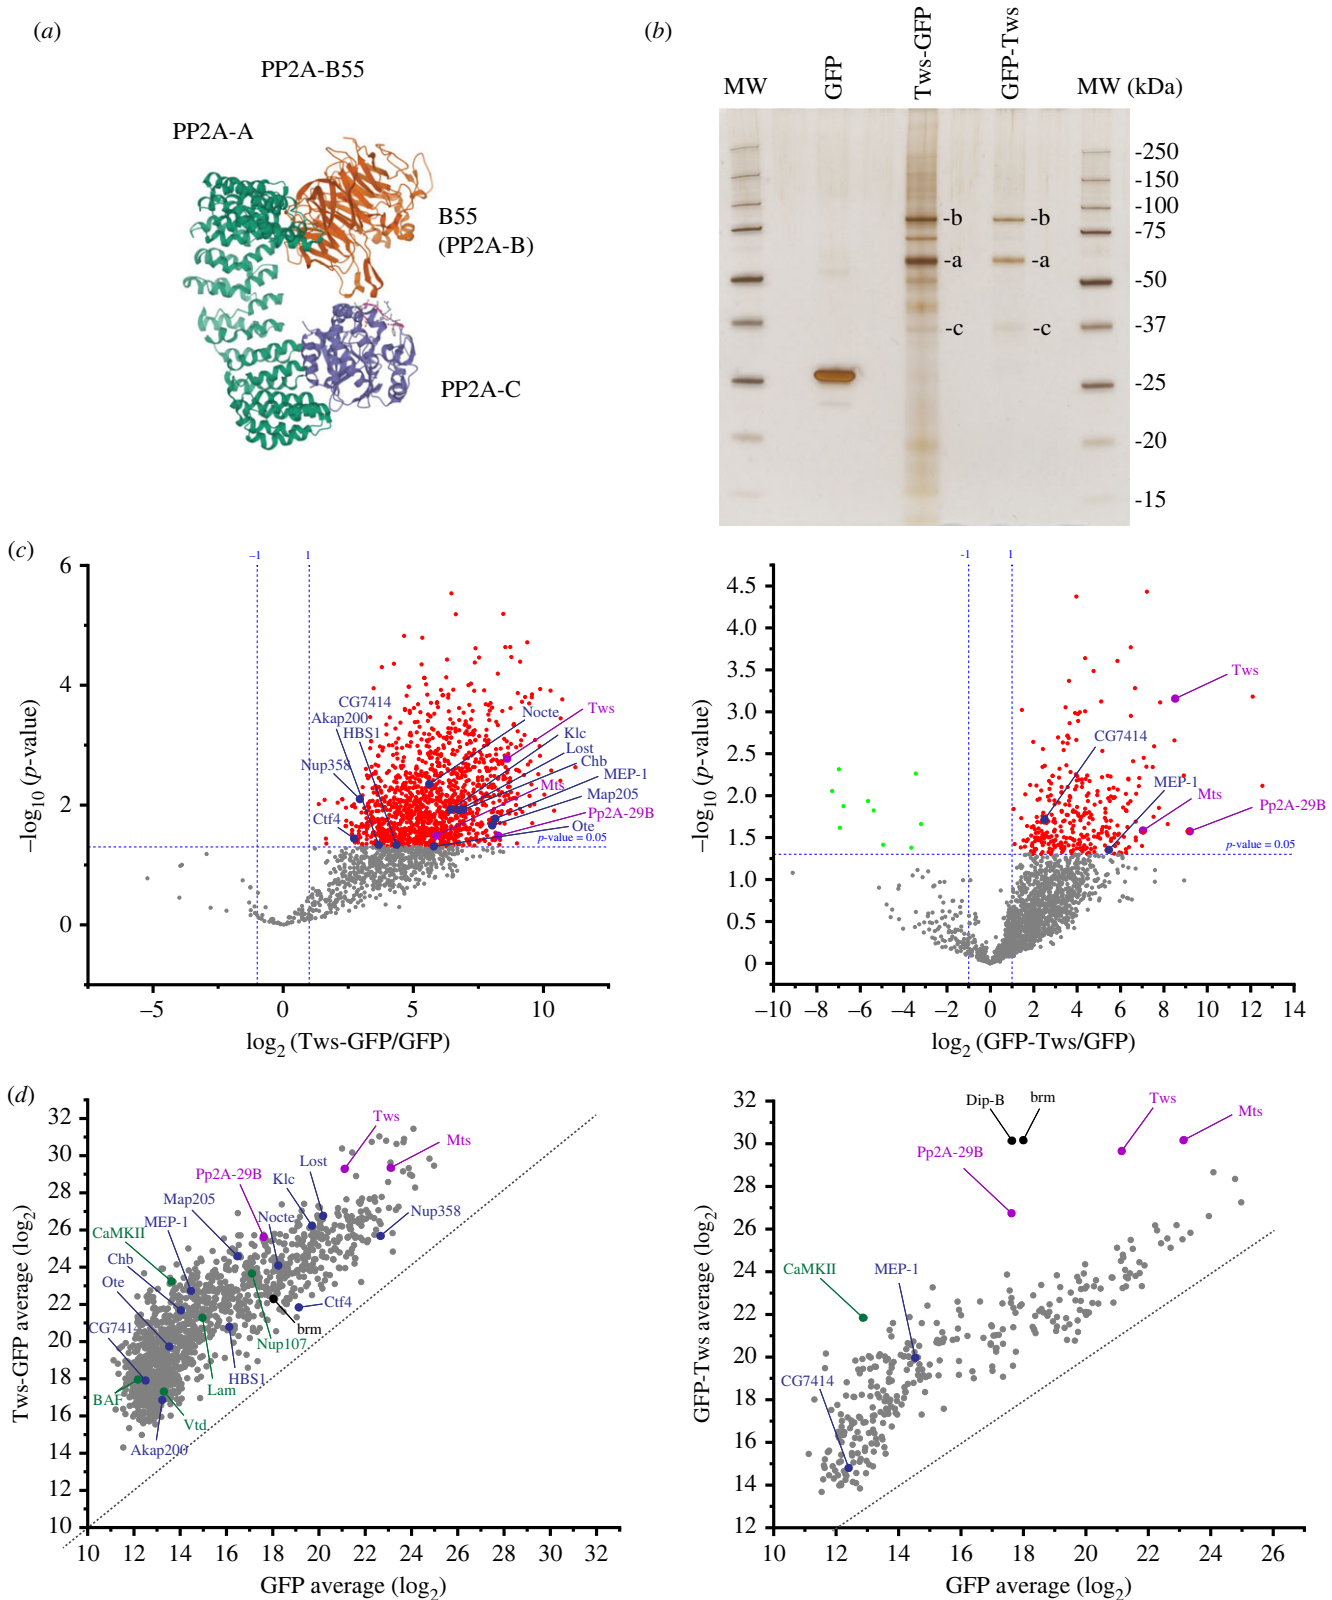 (a)
PP2A-B55
PP2A-A
B55
(PP2A-B)
PP2A-C
(b)
MW
GFP
Tws-GFP
GFP-Tws
MW (kDa)
-250
-150
-100
-75
-50
-37
-25
-20
-15
-b
-a
-c
-b
-a
-c
(c)
–1
1
6
4
2
0
–log10 (p-value)
CG7414
Akap200
HBS1
Nup358
Ctf4
Nocte
Tws
Klc
Lost
Chb
MEP-1
Mts
Map205
Pp2A-29B
Ote
p-value = 0.05
–5
0
5
10
log2 (Tws-GFP/GFP)
-1
1
4.5
4.0
3.5
3.0
2.5
2.0
1.5
1.0
0.5
0
–log10 (p-value)
Tws
CG7414
MEP-1
Mts
Pp2A-29B
p-value = 0.05
–10
–8
–6
–4
–2
0
2
4
6
8
10
12
14
log2 (GFP-Tws/GFP)
(d)
32
30
28
26
24
22
20
18
16
14
12
10
Tws-GFP average (log2)
Tws
Mts
Lost
Pp2A-29B
Klc
Map205
Nocte
Nup358
MEP-1
CaMKII
Chb
Ote
Ctf4
brm
CG7414
Nup107
HBS1
Lam
BAF
Vtd
Akap200
10
12
14
16
18
20
22
24
26
28
30
32
GFP average (log2)
32
30
28
26
24
22
20
18
16
14
12
GFP-Tws average (log2)
Dip-B
brm
Tws
Mts
Pp2A-29B
CaMKII
MEP-1
CG7414
10
12
14
16
18
20
22
24
26
GFP average (log2)